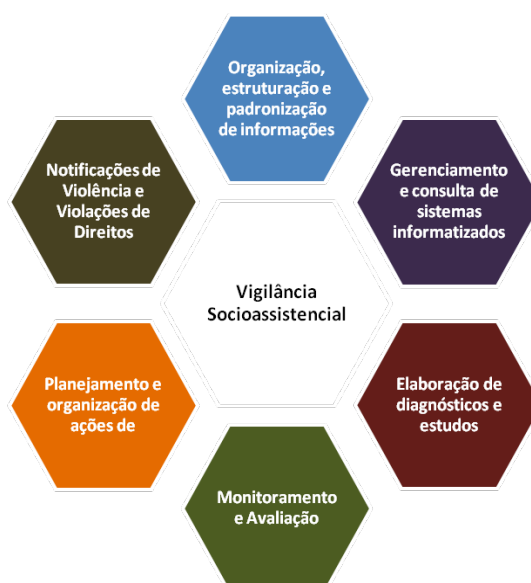 Organização,
estruturação e
padronização
de informações
Notificações de
Violência e
Violações de
Direitos
Gerenciamento
e consulta de
sistemas
informatizados
Vigilância
Socioassistencial
Planejamento e
organização de
ações de
Elaboração de
diagnósticos e
estudos
Monitoramento
e Avaliação